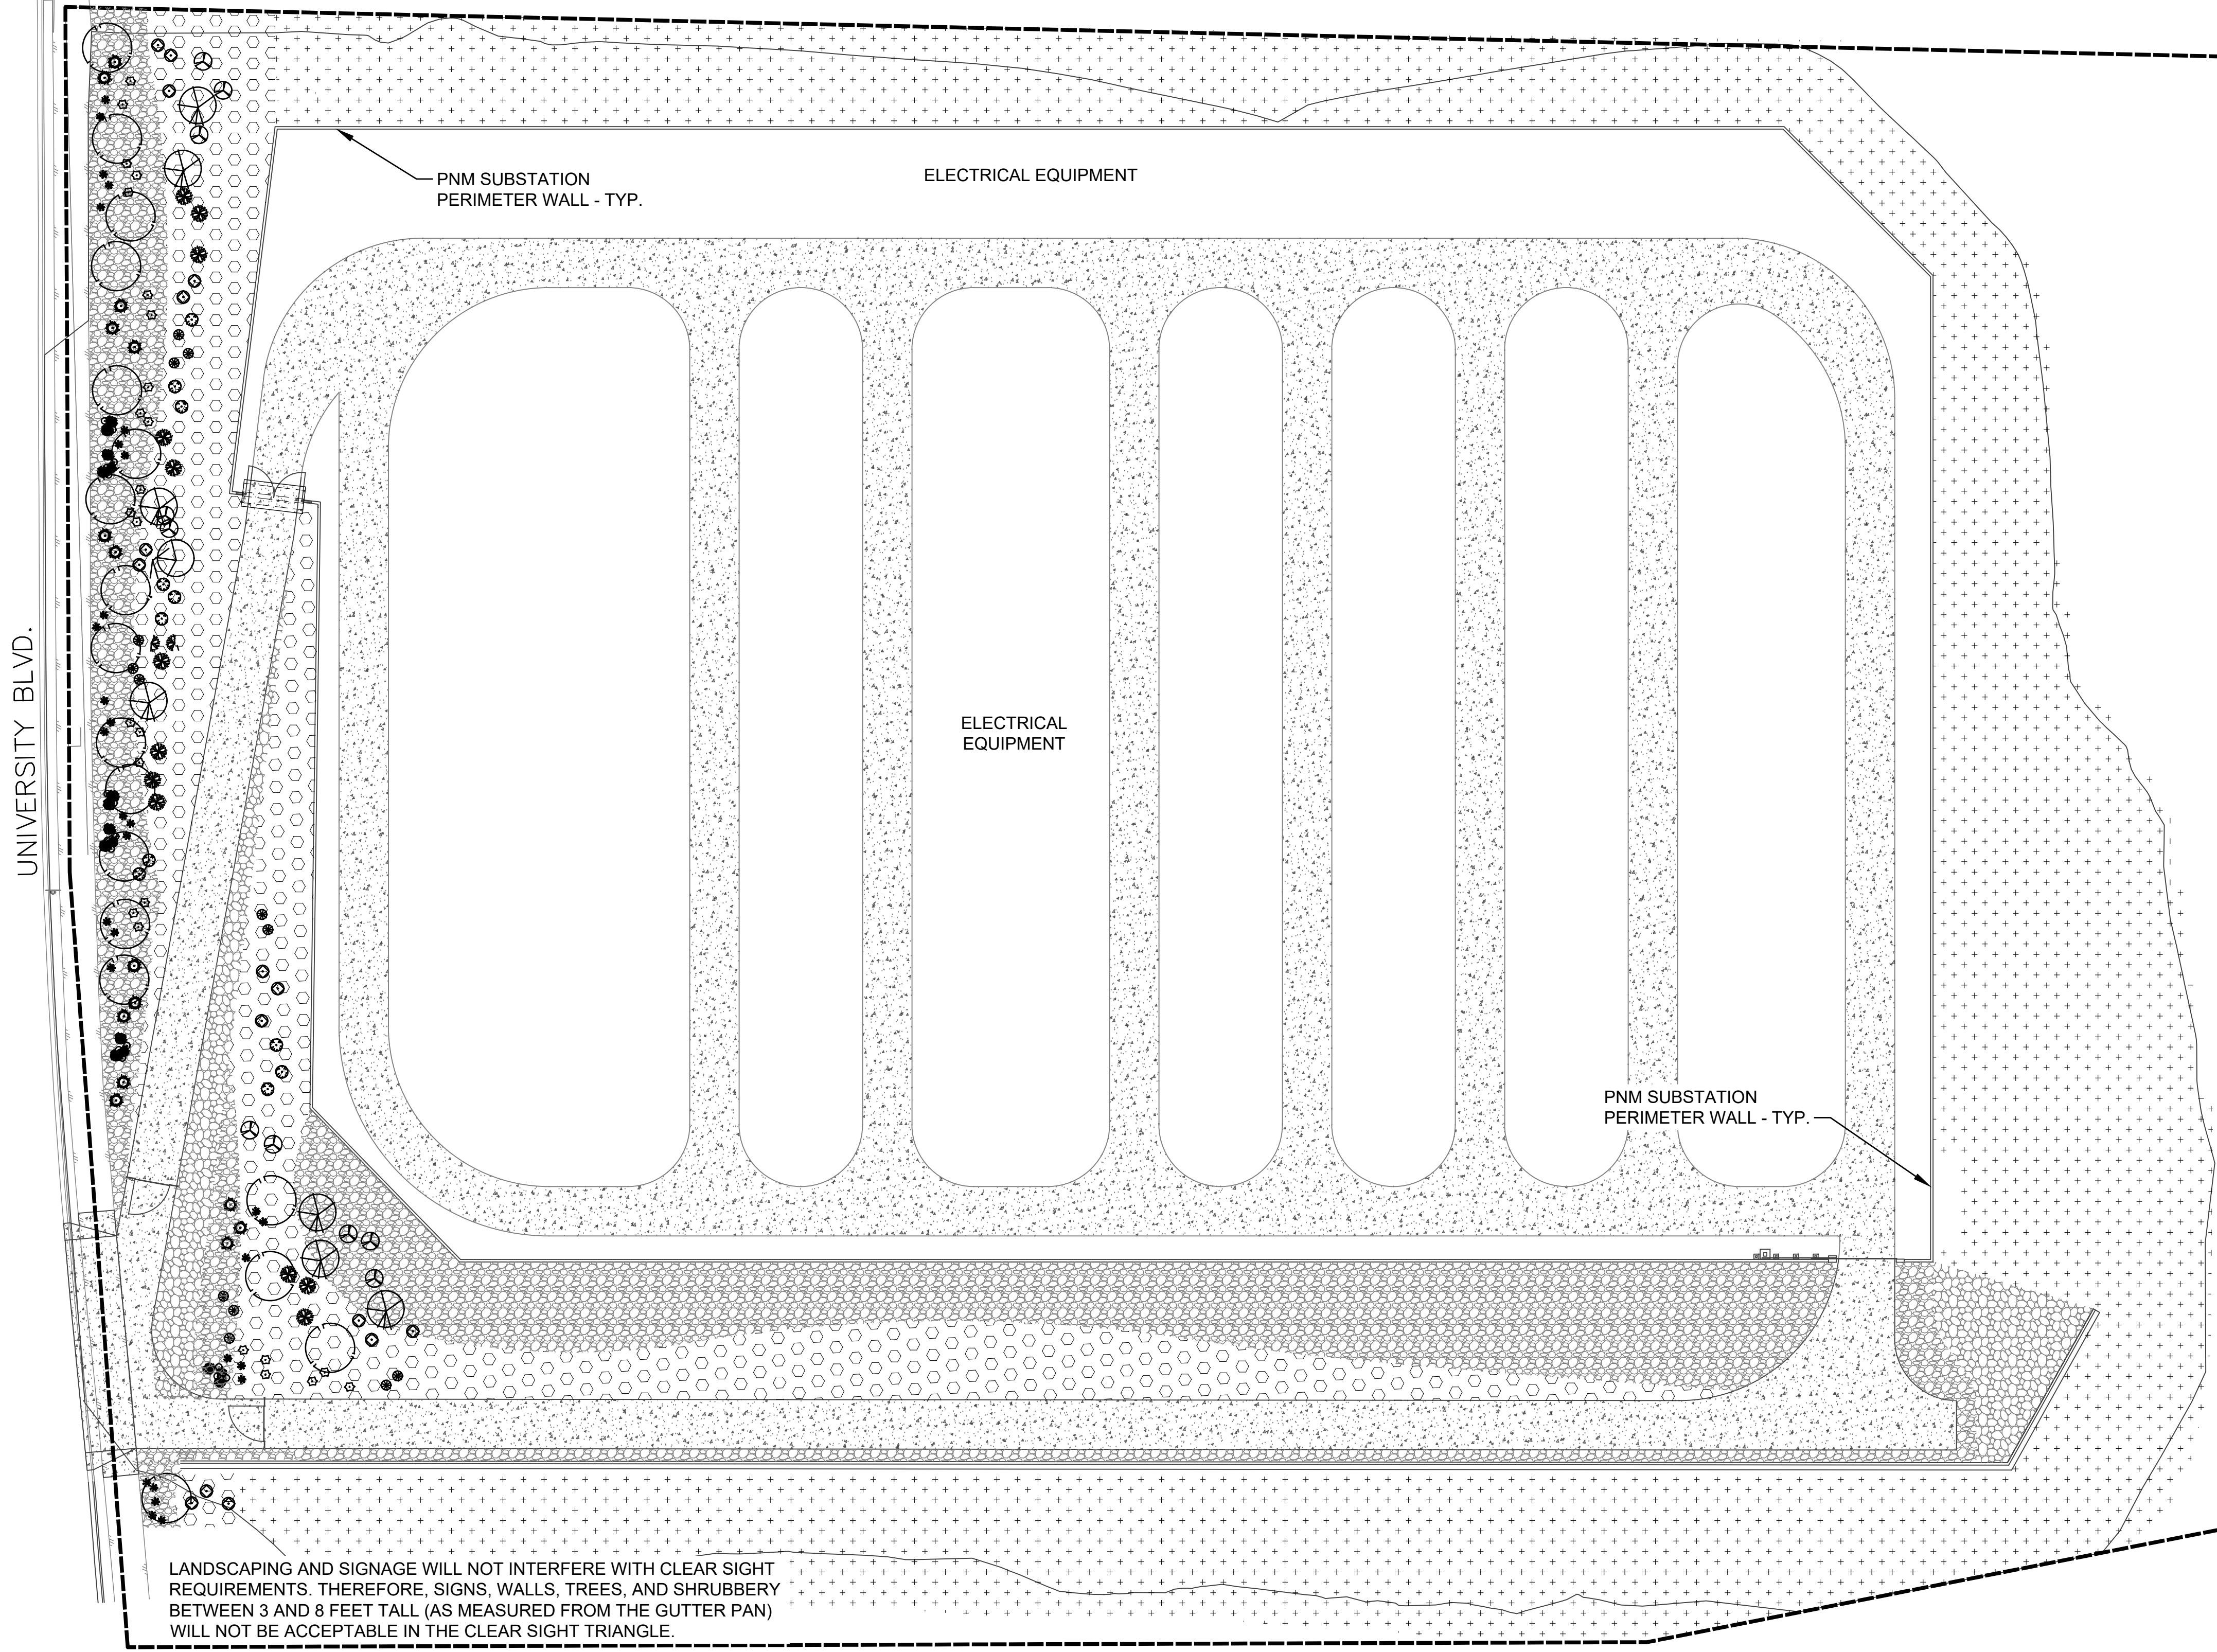 PNM SUBSTATION
PERIMETER WALL - TYP.
ELECTRICAL EQUIPMENT
UNIVERSITY BLVD.
ELECTRICAL
EQUIPMENT
PNM SUBSTATION
PERIMETER WALL - TYP.
LANDSCAPING AND SIGNAGE WILL NOT INTERFERE WITH CLEAR SIGHT
REQUIREMENTS. THEREFORE, SIGNS, WALLS, TREES, AND SHRUBBERY
BETWEEN 3 AND 8 FEET TALL (AS MEASURED FROM THE GUTTER PAN)
WILL NOT BE ACCEPTABLE IN THE CLEAR SIGHT TRIANGLE.